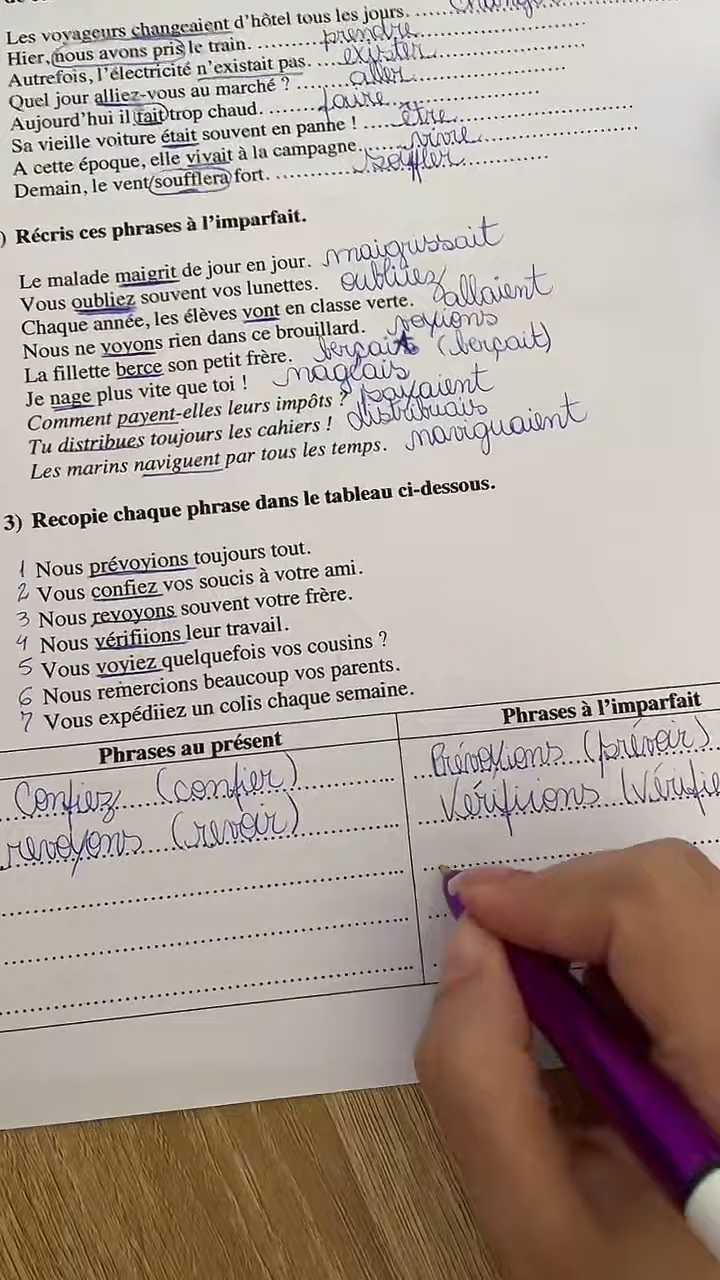 Les voyageurs changeaient d'hôtel tous les jours.
Hier, nous avons pris le train. prendre
Autrefois, l'électricité n'existait pas. exister
Quel jour alliez-vous au marché ? aller
Aujourd'hui il fait trop chaud. faire
Sa vieille voiture était souvent en panne ! être
A cette époque, elle vivait à la campagne. vivre
Demain, le vent soufflera fort.
) Récris ces phrases à l'imparfait.
Le malade maigrit de jour en jour. maigrissait
Vous oubliez souvent vos lunettes. oubliiez
Chaque année, les élèves vont en classe verte. allaient
Nous ne voyons rien dans ce brouillard. voyions
La fillette berce son petit frère. berçait (berçait)
Je nage plus vite que toi ! nageais
Comment payent-elles leurs impôts ? payaient
Tu distribues toujours les cahiers ! distribuais
Les marins naviguent par tous les temps. naviguaient
3) Recopie chaque phrase dans le tableau ci-dessous.
1 Nous prévoyions toujours tout.
2 Vous confiez vos soucis à votre ami.
3 Nous revoyons souvent votre frère.
4 Nous vérifiions leur travail.
5 Vous voyiez quelquefois vos cousins ?
6 Nous remercions beaucoup vos parents.
7 Vous expédiiez un colis chaque semaine.
Phrases au présent
Phrases à l'imparfait
Confiez (confier)
Prévoyions (prévoir)
revoyons (revoir)
Vérifiions (vérifie